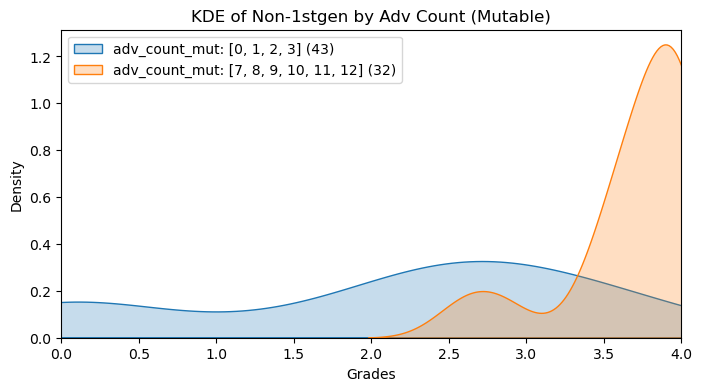 KDE of Non-1stgen by Adv Count (Mutable)
adv_count_mut: [0, 1, 2, 3] (43)
adv_count_mut: [7, 8, 9, 10, 11, 12] (32)
Density
1.2
1.0
0.8
0.6
0.4
0.2
0.0
0.0 0.5 1.0 1.5 2.0 2.5 3.0 3.5 4.0
Grades